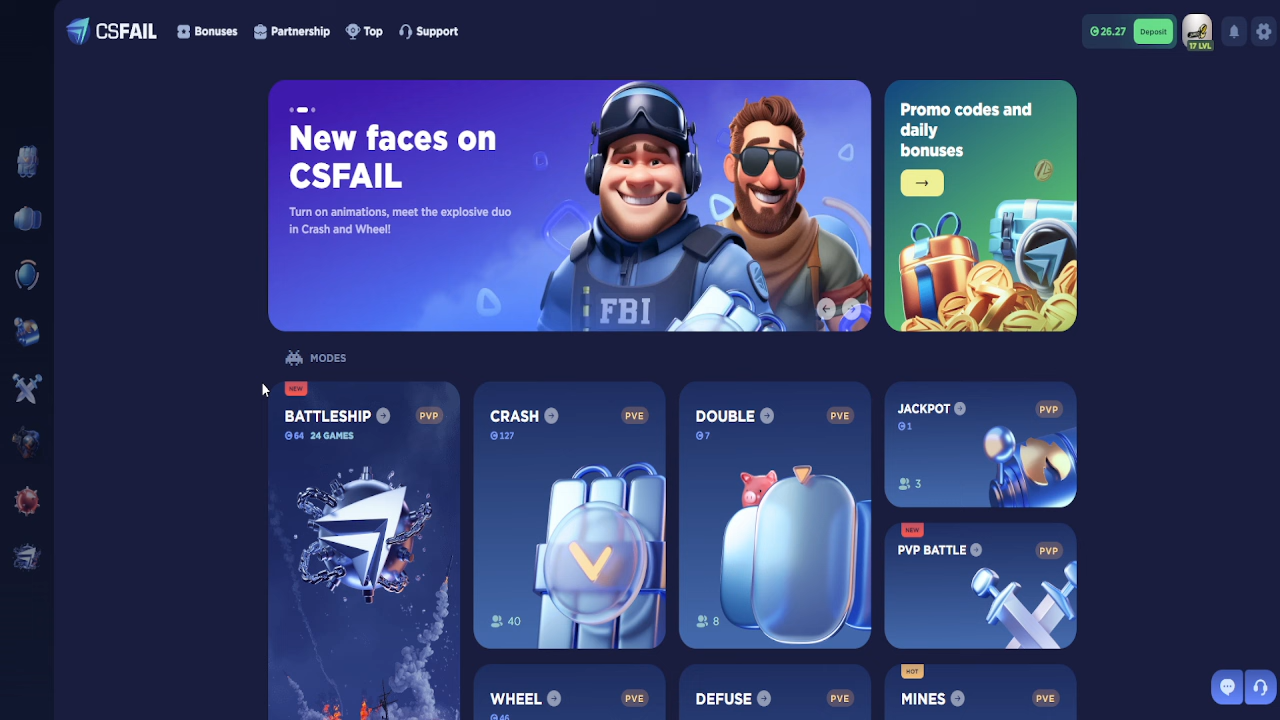 CSFAIL
Bonuses
Partnership
Top
Support
26.27
Deposit
17 LVL
New faces on
CSFAIL
Turn on animations, meet the explosive duo
in Crash and Wheel!
FBI
Promo codes and
daily
bonuses
MODES
NEW
BATTLESHIP
PVP
64 24 GAMES
CRASH
PVE
127
40
DOUBLE
PVE
7
8
JACKPOT
PVP
1
3
NEW
PVP BATTLE
PVP
WHEEL
PVE
46
DEFUSE
PVE
HOT
MINES
PVE